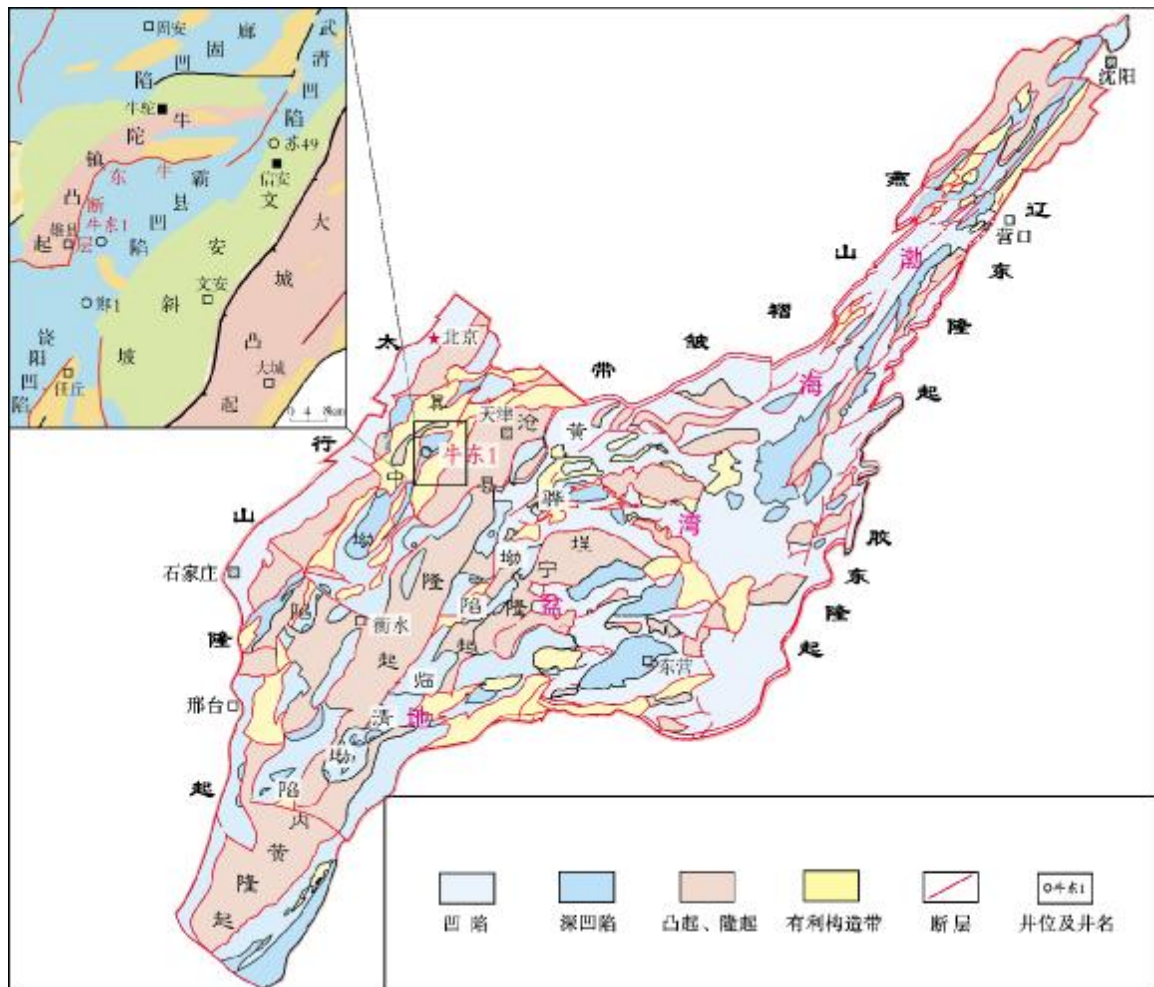 固安
廊固凹陷
武清凹陷
牛驼
牛陀镇凸起
苏49
信安
牛东断层
霸县凹陷
牛东1
雄县
文安斜坡
文安
大城凸起
大城
鄚1
饶阳凹陷
任丘
0 4 8km
沈阳
营口
燕山褶皱带
辽东隆起
渤海湾盆地
太行山隆起
北京
天津
冀中坳陷
牛东1
沧县隆起
黄骅坳陷
埕宁隆起
胶东隆起
石家庄
衡水
邢台
东营
临清坳陷
内黄隆起
凹陷
深凹陷
凸起、隆起
有利构造带
断层
牛东1
井位及井名